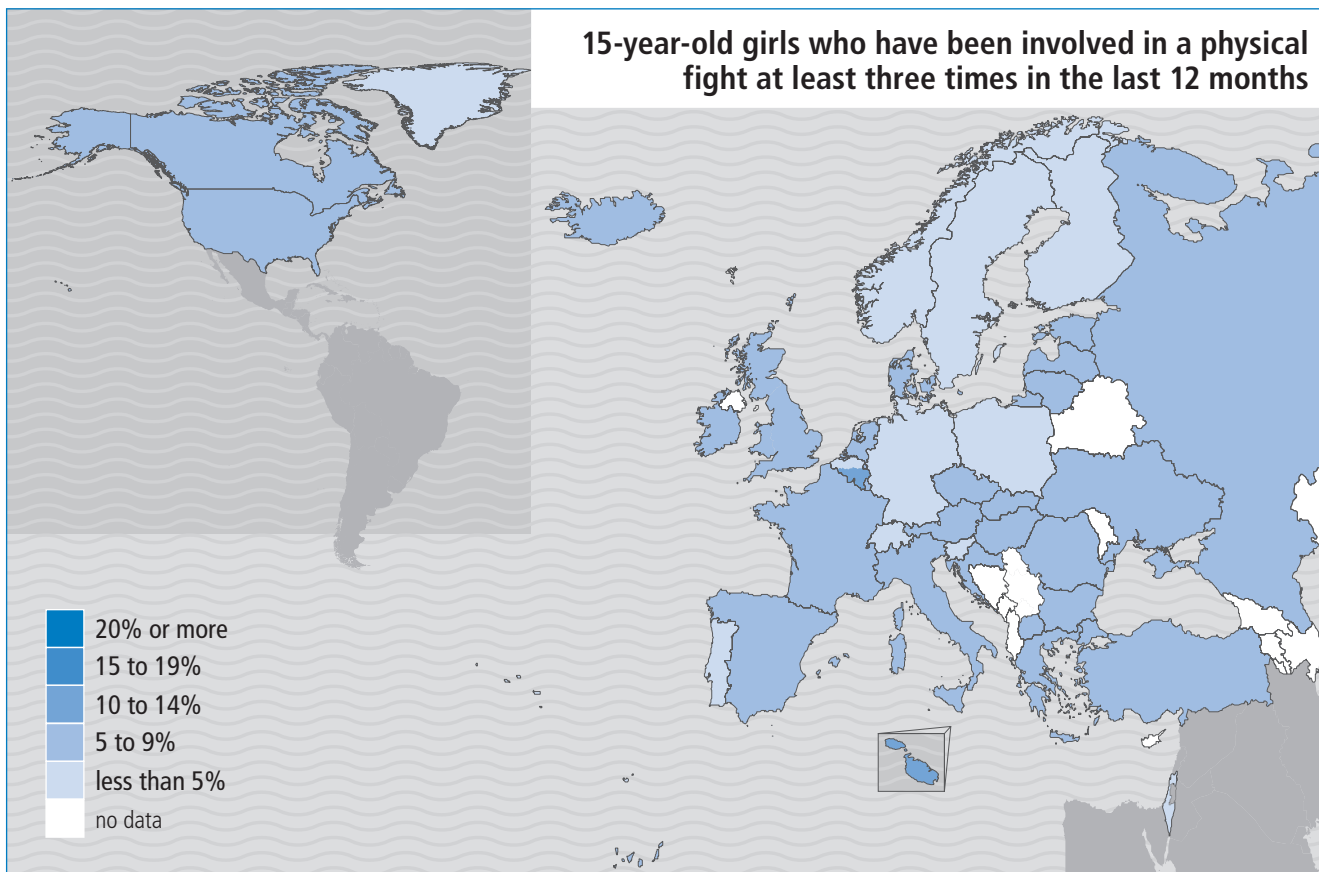 15-year-old girls who have been involved in a physical
fight at least three times in the last 12 months
20% or more
15 to 19%
10 to 14%
5 to 9%
less than 5%
no data